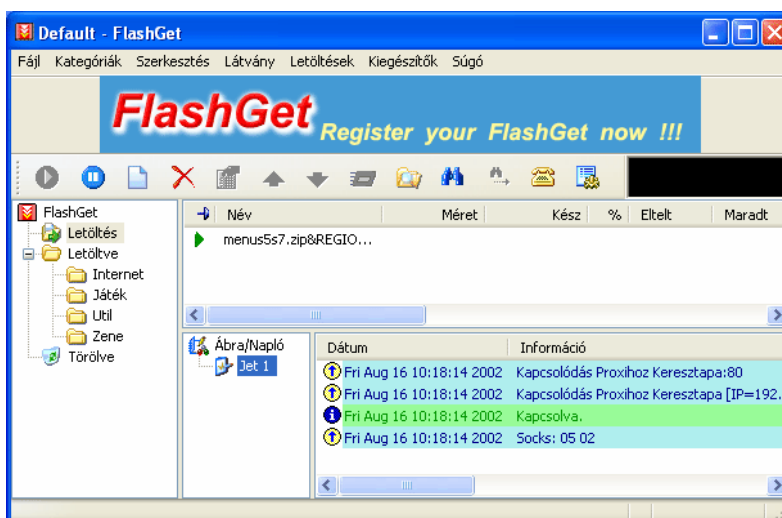 Default - FlashGet
Fájl Kategóriák Szerkesztés Látvány Letöltések Kiegészítők Súgó
FlashGet Register your FlashGet now !!!
FlashGet
Letöltés
Letöltve
Internet
Játék
Util
Zene
Törölve
Név Méret Kész % Eltelt Maradt
menus5s7.zip&REGIO...
Ábra/Napló
Jet 1
Dátum Információ
Fri Aug 16 10:18:14 2002 Kapcsolódás Proxihoz Keresztapa:80
Fri Aug 16 10:18:14 2002 Kapcsolódás Proxihoz Keresztapa [IP=192.
Fri Aug 16 10:18:14 2002 Kapcsolva.
Fri Aug 16 10:18:14 2002 Socks: 05 02